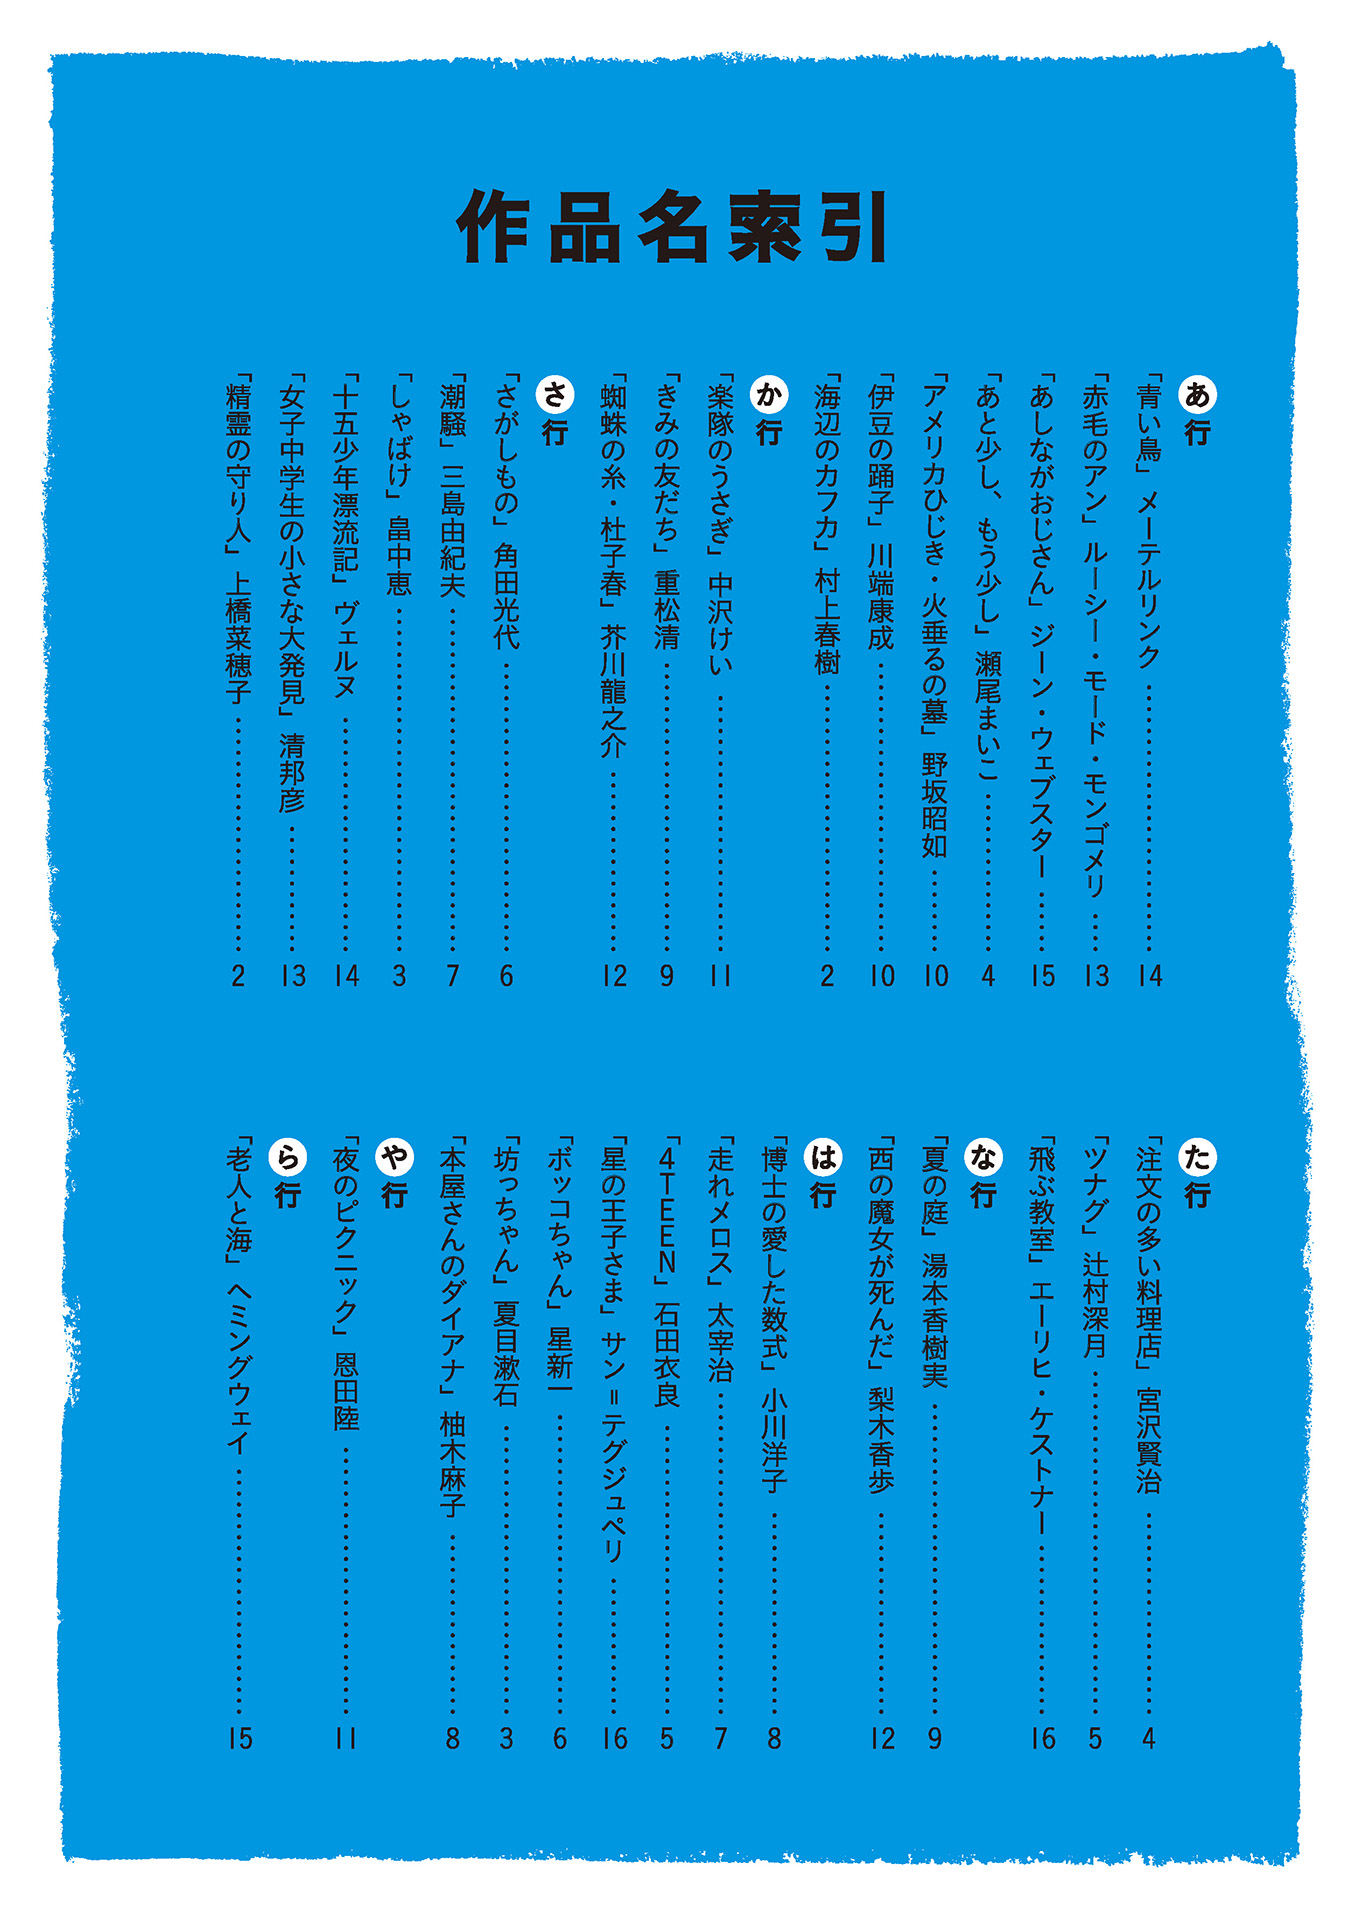 作品名索引
あ行
「青い鳥」メーテルリンク……………………14
「赤毛のアン」ルーシー・モード・モンゴメリ……13
「あしながおじさん」ジーン・ウェブスター……15
「あと少し、もう少し」瀬尾まいこ……………4
「アメリカひじき・火垂るの墓」野坂昭如………10
「伊豆の踊子」川端康成……………………10
「海辺のカフカ」村上春樹……………………2
か行
「楽隊のうさぎ」中沢けい……………………11
「きみの友だち」重松清……………………9
「蜘蛛の糸・杜子春」芥川龍之介……………12
さ行
「さがしもの」角田光代……………………6
「潮騒」三島由紀夫……………………7
「しゃばけ」畠中恵……………………3
「十五少年漂流記」ヴェルヌ……………………14
「女子中学生の小さな大発見」清邦彦…………13
「精霊の守り人」上橋菜穂子……………………2
た行
「注文の多い料理店」宮沢賢治……………………4
「ツナグ」辻村深月……………………5
「飛ぶ教室」エーリヒ・ケストナー……………16
な行
「夏の庭」湯本香樹実……………………9
「西の魔女が死んだ」梨木香歩……………………12
は行
「博士の愛した数式」小川洋子……………………8
「走れメロス」太宰治……………………7
「4TEEN」石田衣良……………………5
「星の王子さま」サン＝テグジュペリ……………16
「ボッコちゃん」星新一……………………6
「坊っちゃん」夏目漱石……………………3
「本屋さんのダイアナ」柚木麻子………………8
や行
「夜のピクニック」恩田陸……………………11
ら行
「老人と海」ヘミングウェイ……………………15